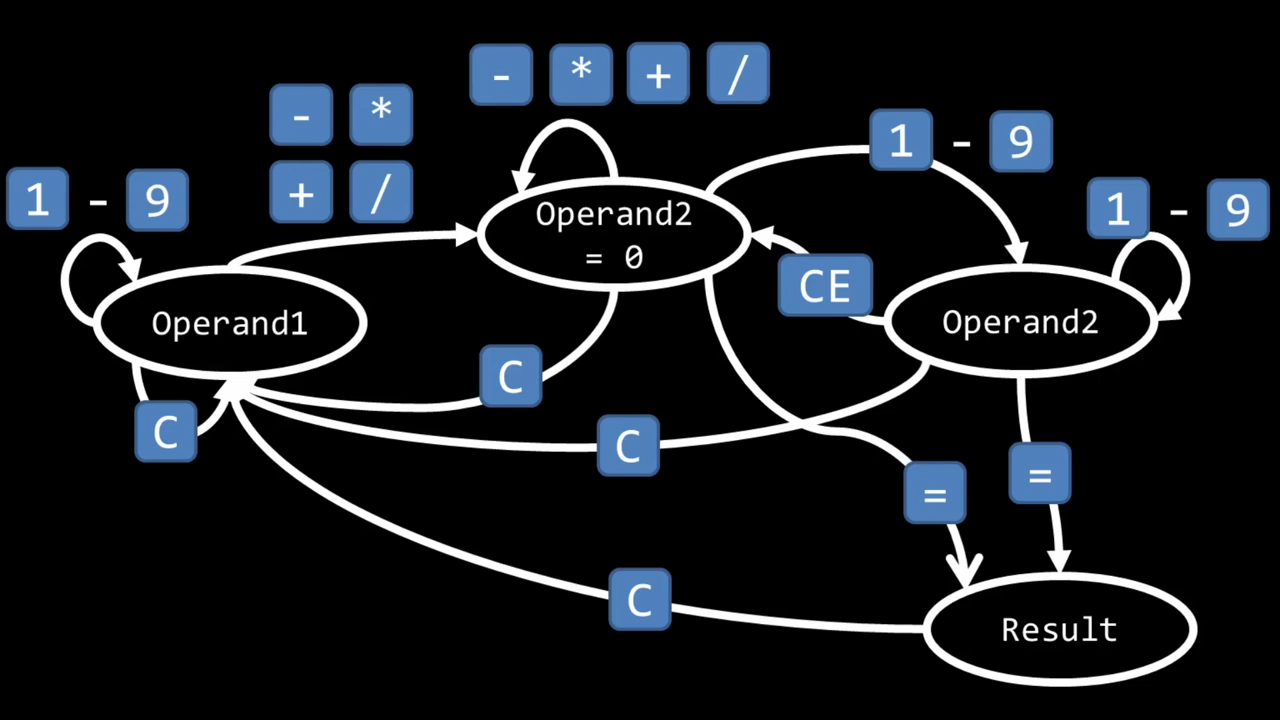 - * + /
- *
+ /
1 - 9
1 - 9
1 - 9
Operand2
= 0
CE
Operand1
Operand2
C
C
C
=
=
C
Result